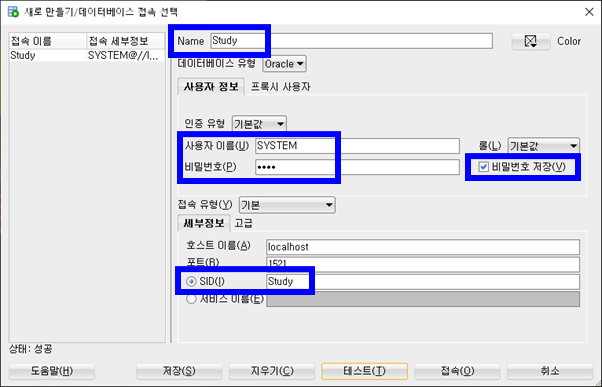 새로 만들기/데이터베이스 접속 선택
접속 이름 접속 세부정보
Study SYSTEM@//l...
Name Study Color
데이터베이스 유형 Oracle
사용자 정보 프록시 사용자
인증 유형 기본값
사용자 이름(U) SYSTEM 롤(L) 기본값
비밀번호(P) •••• 비밀번호 저장(V)
접속 유형(Y) 기본
세부정보 고급
호스트 이름(A) localhost
포트(R) 1521
SID(I) Study
서비스 이름(E)
상태: 성공
도움말(H) 저장(S) 지우기(C) 테스트(T) 접속(O) 취소